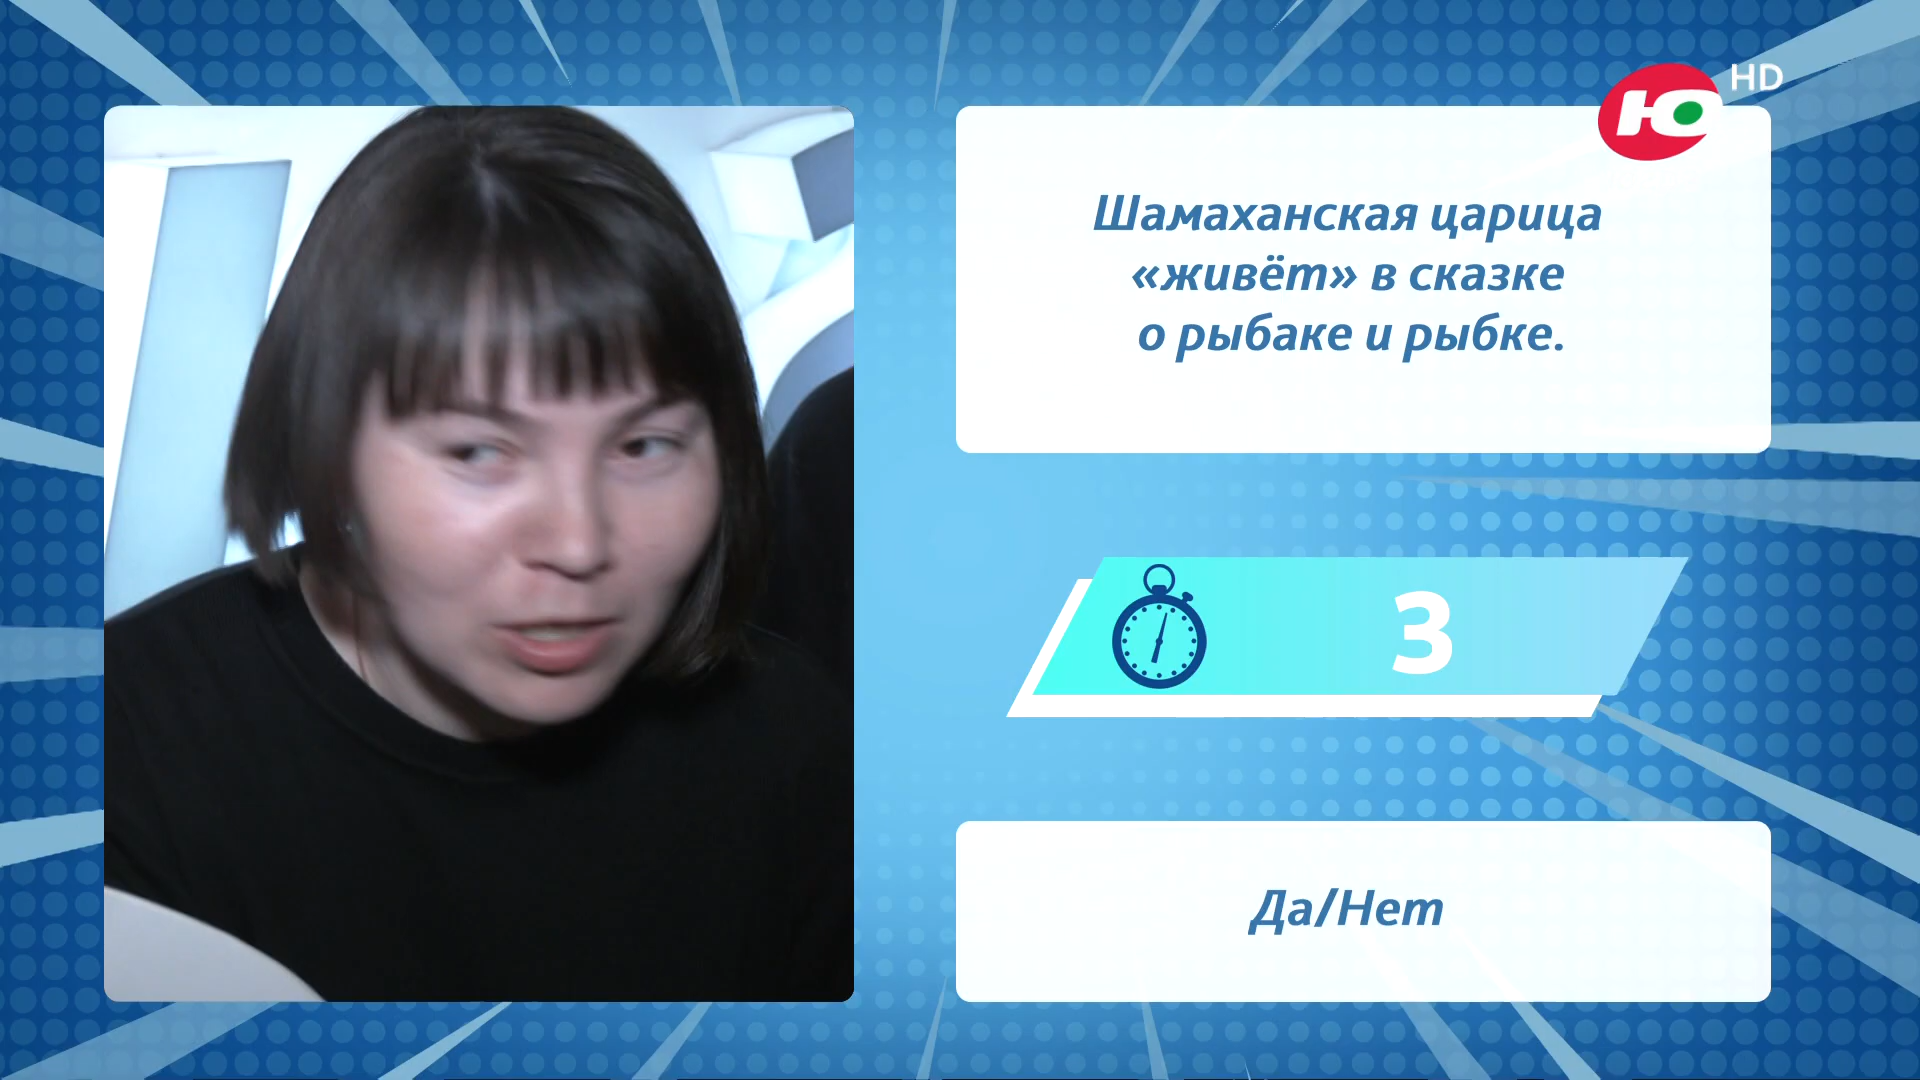 Ю HD
Шамаханская царица
«живёт» в сказке
о рыбаке и рыбке.
3
Да/Нет